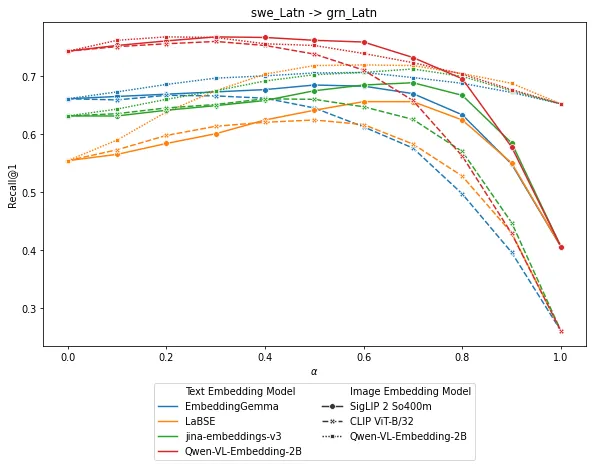 swe_Latn -> grn_Latn
Recall@1
0.7
0.6
0.5
0.4
0.3
0.0 0.2 0.4 0.6 0.8 1.0
α
Text Embedding Model Image Embedding Model
EmbeddingGemma SigLIP 2 So400m
LaBSE CLIP ViT-B/32
jina-embeddings-v3 Qwen-VL-Embedding-2B
Qwen-VL-Embedding-2B